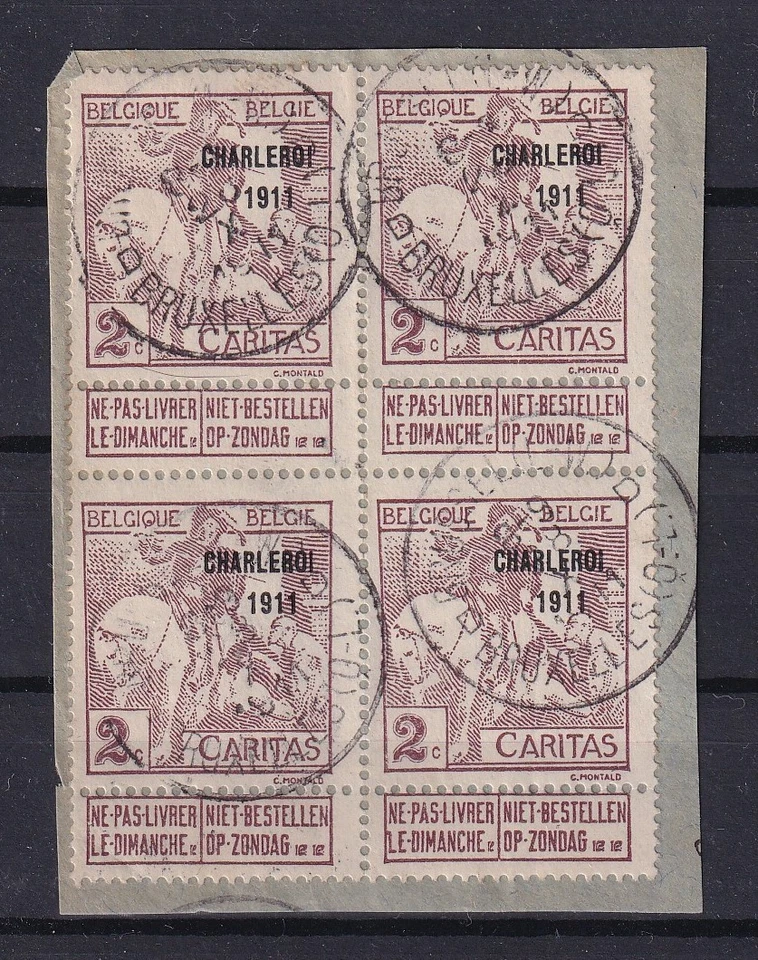 BELGIQUE BELGIE
CHARLEROI
1911
2c
CARITAS
C.MONTALD
NE-PAS-LIVRER NIET-BESTELLEN
LE-DIMANCHE. OP-ZONDAG
BRUXELLES(Q-L)
BELGIQUE BELGIE
CHARLEROI
1911
2c
CARITAS
C.MONTALD
NE-PAS-LIVRER NIET-BESTELLEN
LE-DIMANCHE. OP-ZONDAG
BRUXELLES(Q-L)
BELGIQUE BELGIE
CHARLEROI
1911
2c
CARITAS
C.MONTALD
NE-PAS-LIVRER NIET-BESTELLEN
LE-DIMANCHE. OP-ZONDAG
BELGIQUE BELGIE
CHARLEROI
1911
2c
CARITAS
C.MONTALD
NE-PAS-LIVRER NIET-BESTELLEN
LE-DIMANCHE. OP-ZONDAG
BRUXELLES(Q-L)